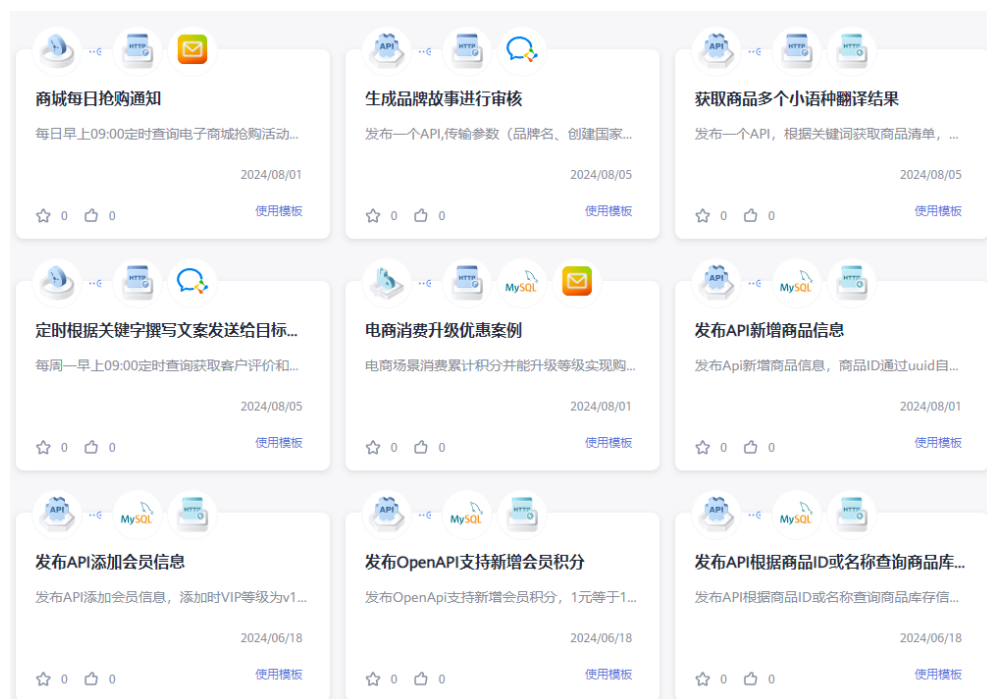 API
API
HTTP
HTTP
HTTP
HTTP
商城每日抢购通知
生成品牌故事进行审核
获取商品多个小语种翻译结果
每日早上09:00定时查询电子商城抢购活动...
发布一个API,传输参数（品牌名、创建国家...
发布一个API，根据关键词获取商品清单，...
2024/08/01
2024/08/05
2024/08/05
0 0 使用模板
0 0 使用模板
0 0 使用模板
HTTP
HTTP
MySQL
API
MySQL
HTTP
定时根据关键字撰写文案发送给目标...
电商消费升级优惠案例
发布API新增商品信息
每周一早上09:00定时查询获取客户评价和...
电商场景消费累计积分并能升级等级实现购...
发布Api新增商品信息，商品ID通过uuid自...
2024/08/05
2024/08/01
2024/08/01
0 0 使用模板
0 0 使用模板
0 0 使用模板
API
MySQL
HTTP
API
MySQL
HTTP
API
MySQL
HTTP
发布API添加会员信息
发布OpenAPI支持新增会员积分
发布API根据商品ID或名称查询商品库...
发布API添加会员信息，添加时VIP等级为v1...
发布OpenApi支持新增会员积分，1元等于1...
发布API根据商品ID或名称查询商品库存信...
2024/06/18
2024/06/18
2024/06/18
0 0 使用模板
0 0 使用模板
0 0 使用模板